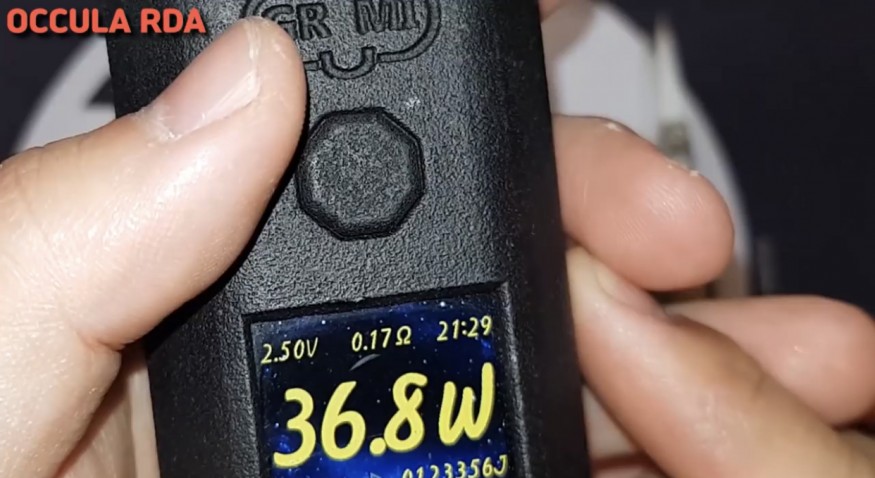 OCCULA RDA
2.50V 0.17Ω 21:29
36.8W
0123356J